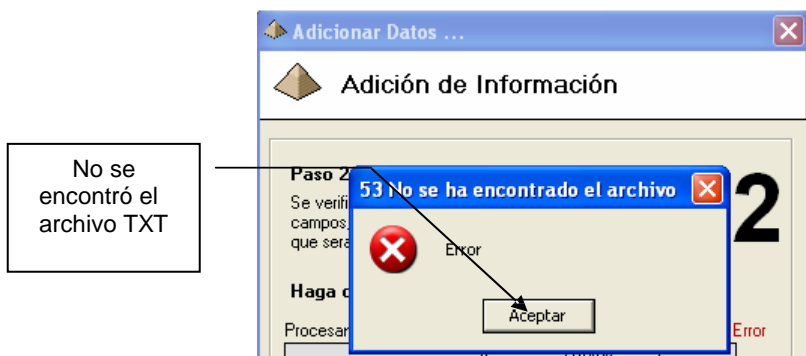 Adicionar Datos ...
Adición de Información
No se
encontró el
archivo TXT
Paso 2
53 No se ha encontrado el archivo
2
Se verifi
campos,
que sera
Error
Haga c
Aceptar
Procesar
Error